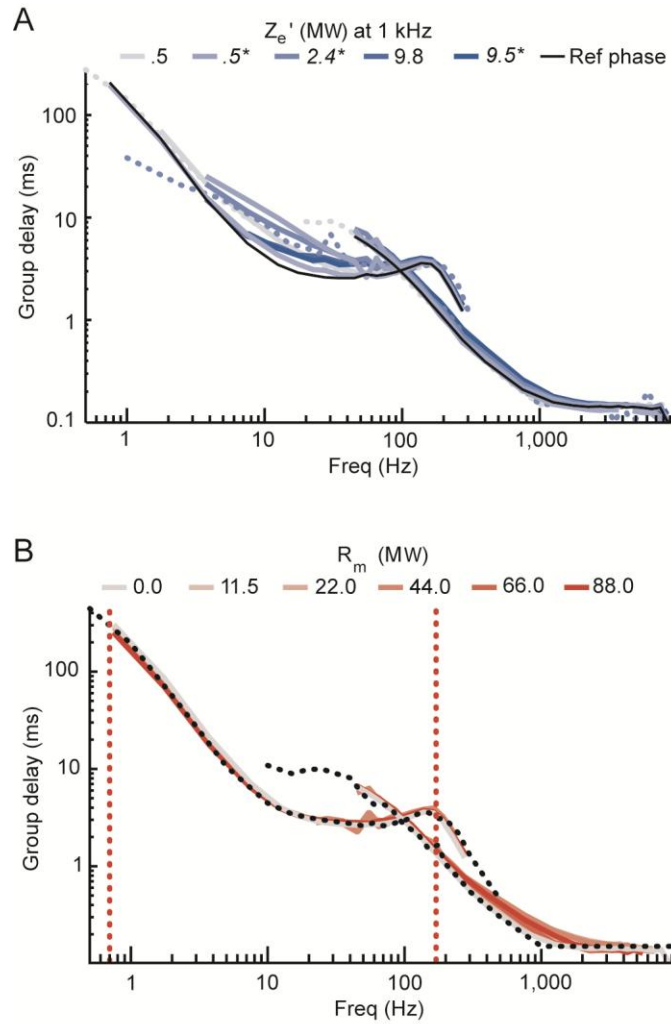 A
Zₑ' (MW) at 1 kHz
.5 .5* 2.4* 9.8 9.5* Ref phase
Group delay (ms)
100
10
1
0.1
1 10 100 1,000
Freq (Hz)
B
Rₘ (MW)
0.0 11.5 22.0 44.0 66.0 88.0
Group delay (ms)
100
10
1
1 10 100 1,000
Freq (Hz)